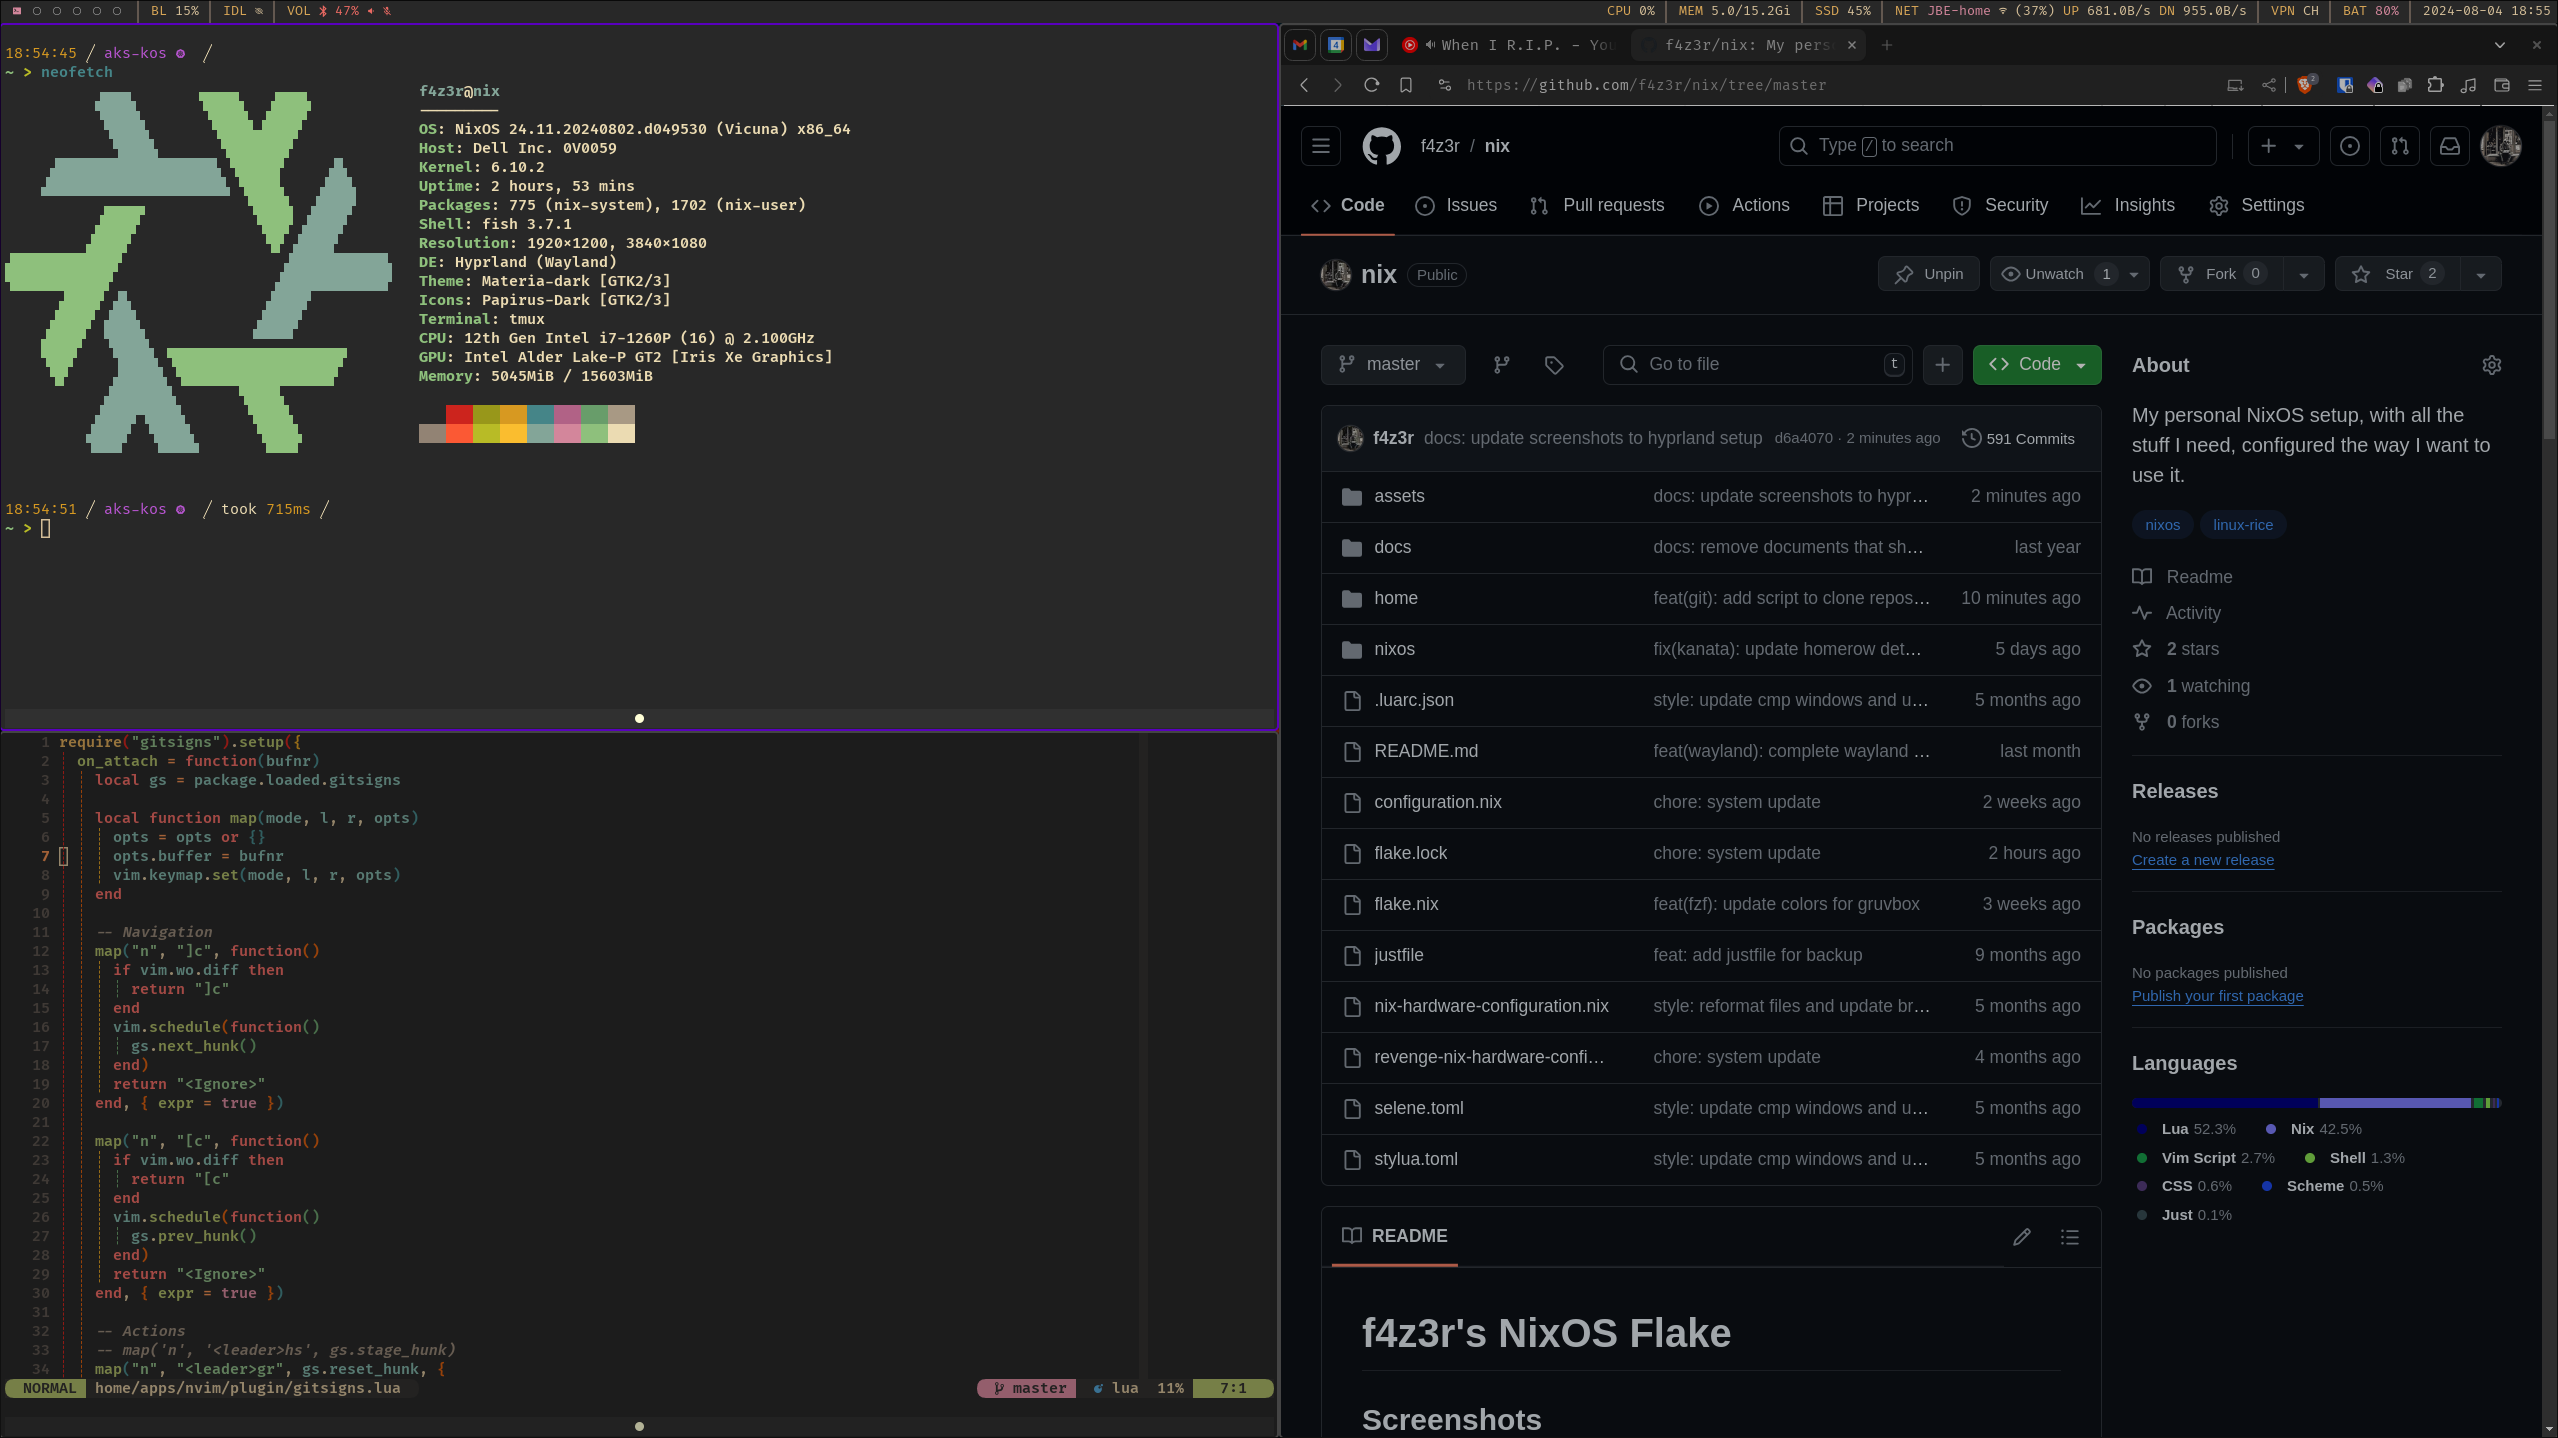 BL 15% IDL VOL 47% CPU 0% MEM 5.0/15.2Gi SSD 45% NET JBE-home (37%) UP 681.0B/s DN 955.0B/s VPN CH BAT 80% 2024-08-04 18:55
18:54:45 / aks-kos /
~ > neofetch
f4z3r@nix
---------
OS: NixOS 24.11.20240802.d049530 (Vicuna) x86_64
Host: Dell Inc. 0V0059
Kernel: 6.10.2
Uptime: 2 hours, 53 mins
Packages: 775 (nix-system), 1702 (nix-user)
Shell: fish 3.7.1
Resolution: 1920×1200, 3840×1080
DE: Hyprland (Wayland)
Theme: Materia-dark [GTK2/3]
Icons: Papirus-Dark [GTK2/3]
Terminal: tmux
CPU: 12th Gen Intel i7-1260P (16) @ 2.100GHz
GPU: Intel Alder Lake-P GT2 [Iris Xe Graphics]
Memory: 5045MiB / 15603MiB
18:54:51 / aks-kos / took 715ms /
~ >
1 require("gitsigns").setup({
2 on_attach = function(bufnr)
3 local gs = package.loaded.gitsigns
4
5 local function map(mode, l, r, opts)
6 opts = opts or {}
7 opts.buffer = bufnr
8 vim.keymap.set(mode, l, r, opts)
9 end
10
11 -- Navigation
12 map("n", "]c", function()
13 if vim.wo.diff then
14 return "]c"
15 end
16 vim.schedule(function()
17 gs.next_hunk()
18 end)
19 return "<Ignore>"
20 end, { expr = true })
21
22 map("n", "[c", function()
23 if vim.wo.diff then
24 return "[c"
25 end
26 vim.schedule(function()
27 gs.prev_hunk()
28 end)
29 return "<Ignore>"
30 end, { expr = true })
31
32 -- Actions
33 -- map('n', '<leader>hs', gs.stage_hunk)
34 map("n", "<leader>gr", gs.reset_hunk, {
NORMAL home/apps/nvim/plugin/gitsigns.lua master lua 11% 7:1
4 When I R.I.P. - You f4z3r/nix: My pers
https://github.com/f4z3r/nix/tree/master 2
f4z3r / nix Type / to search
Code Issues Pull requests Actions Projects Security Insights Settings
nix Public Unpin Unwatch 1 Fork 0 Star 2
master Go to file t Code
f4z3r docs: update screenshots to hyprland setup d6a4070 · 2 minutes ago 591 Commits
assets docs: update screenshots to hypr… 2 minutes ago
docs docs: remove documents that sh… last year
home feat(git): add script to clone repos… 10 minutes ago
nixos fix(kanata): update homerow det… 5 days ago
.luarc.json style: update cmp windows and u… 5 months ago
README.md feat(wayland): complete wayland … last month
configuration.nix chore: system update 2 weeks ago
flake.lock chore: system update 2 hours ago
flake.nix feat(fzf): update colors for gruvbox 3 weeks ago
justfile feat: add justfile for backup 9 months ago
nix-hardware-configuration.nix style: reformat files and update br… 5 months ago
revenge-nix-hardware-confi… chore: system update 4 months ago
selene.toml style: update cmp windows and u… 5 months ago
stylua.toml style: update cmp windows and u… 5 months ago
README
f4z3r's NixOS Flake
Screenshots
About
My personal NixOS setup, with all the
stuff I need, configured the way I want to
use it.
nixos linux-rice
Readme
Activity
2 stars
1 watching
0 forks
Releases
No releases published
Create a new release
Packages
No packages published
Publish your first package
Languages
Lua 52.3% Nix 42.5%
Vim Script 2.7% Shell 1.3%
CSS 0.6% Scheme 0.5%
Just 0.1%